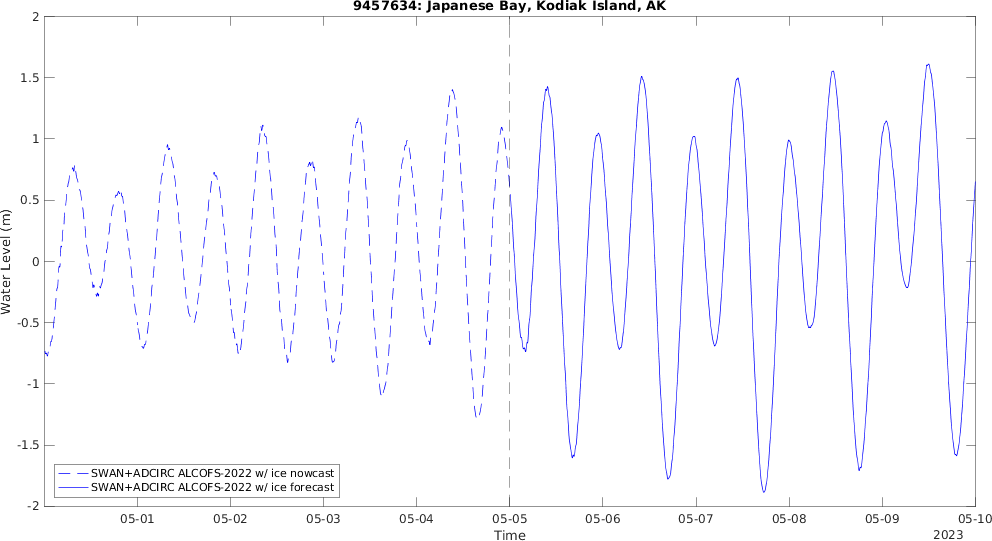 9457634: Japanese Bay, Kodiak Island, AK
2
1.5
1
0.5
0
-0.5
-1
-1.5
-2
Water Level (m)
SWAN+ADCIRC ALCOFS-2022 w/ ice nowcast
SWAN+ADCIRC ALCOFS-2022 w/ ice forecast
05-01 05-02 05-03 05-04 05-05 05-06 05-07 05-08 05-09 05-10
Time
2023